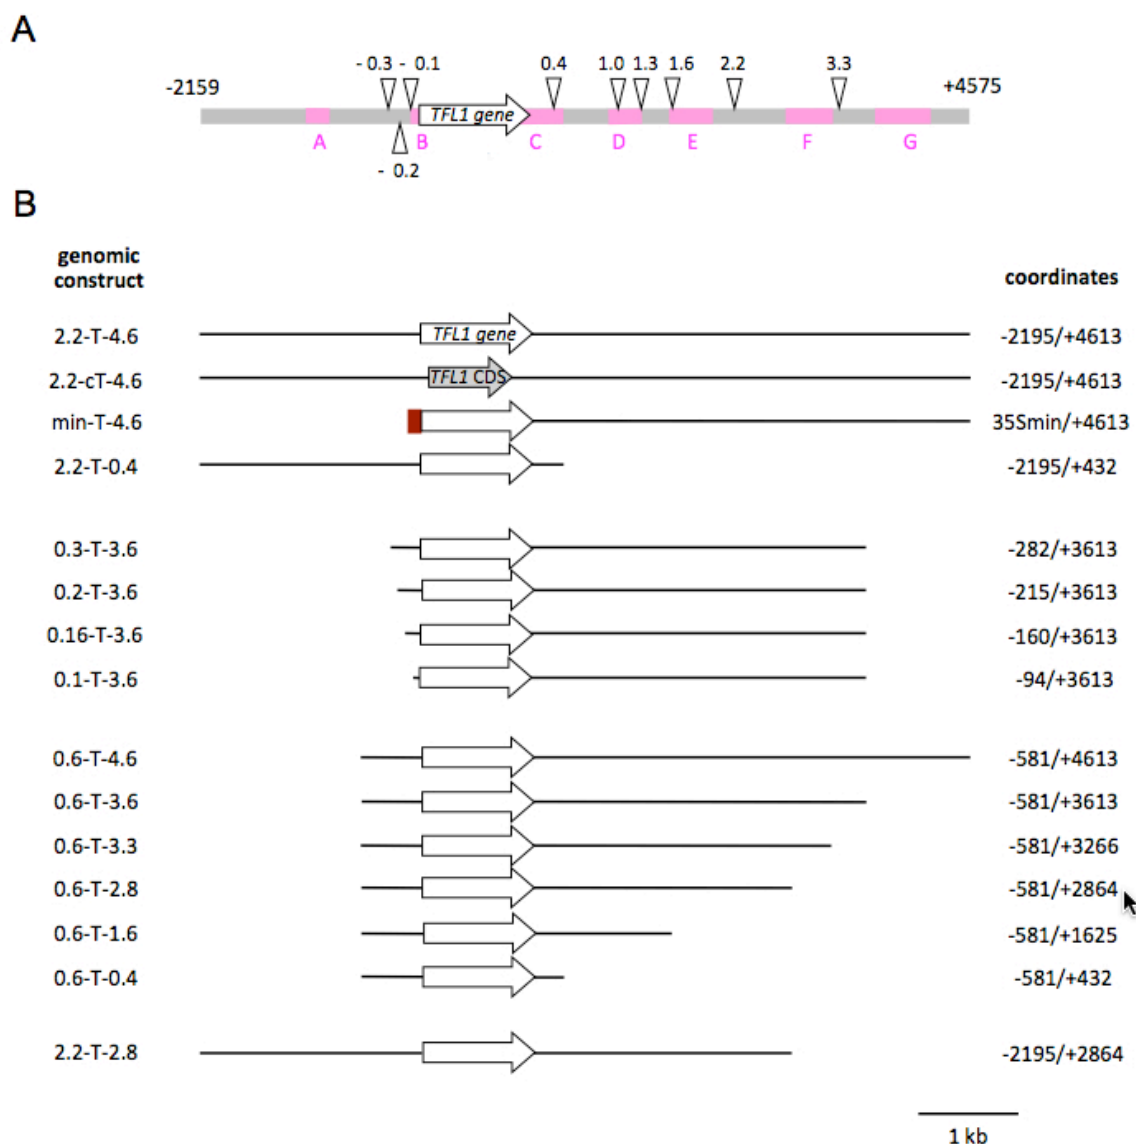 A
- 0.3 - 0.1 0.4 1.0 1.3 1.6 2.2 3.3
-2159 +4575
TFL1 gene
A B C D E F G
- 0.2
B
genomic
construct
coordinates
2.2-T-4.6 TFL1 gene -2195/+4613
2.2-cT-4.6 TFL1 CDS -2195/+4613
min-T-4.6 35Smin/+4613
2.2-T-0.4 -2195/+432
0.3-T-3.6 -282/+3613
0.2-T-3.6 -215/+3613
0.16-T-3.6 -160/+3613
0.1-T-3.6 -94/+3613
0.6-T-4.6 -581/+4613
0.6-T-3.6 -581/+3613
0.6-T-3.3 -581/+3266
0.6-T-2.8 -581/+2864
0.6-T-1.6 -581/+1625
0.6-T-0.4 -581/+432
2.2-T-2.8 -2195/+2864
1 kb